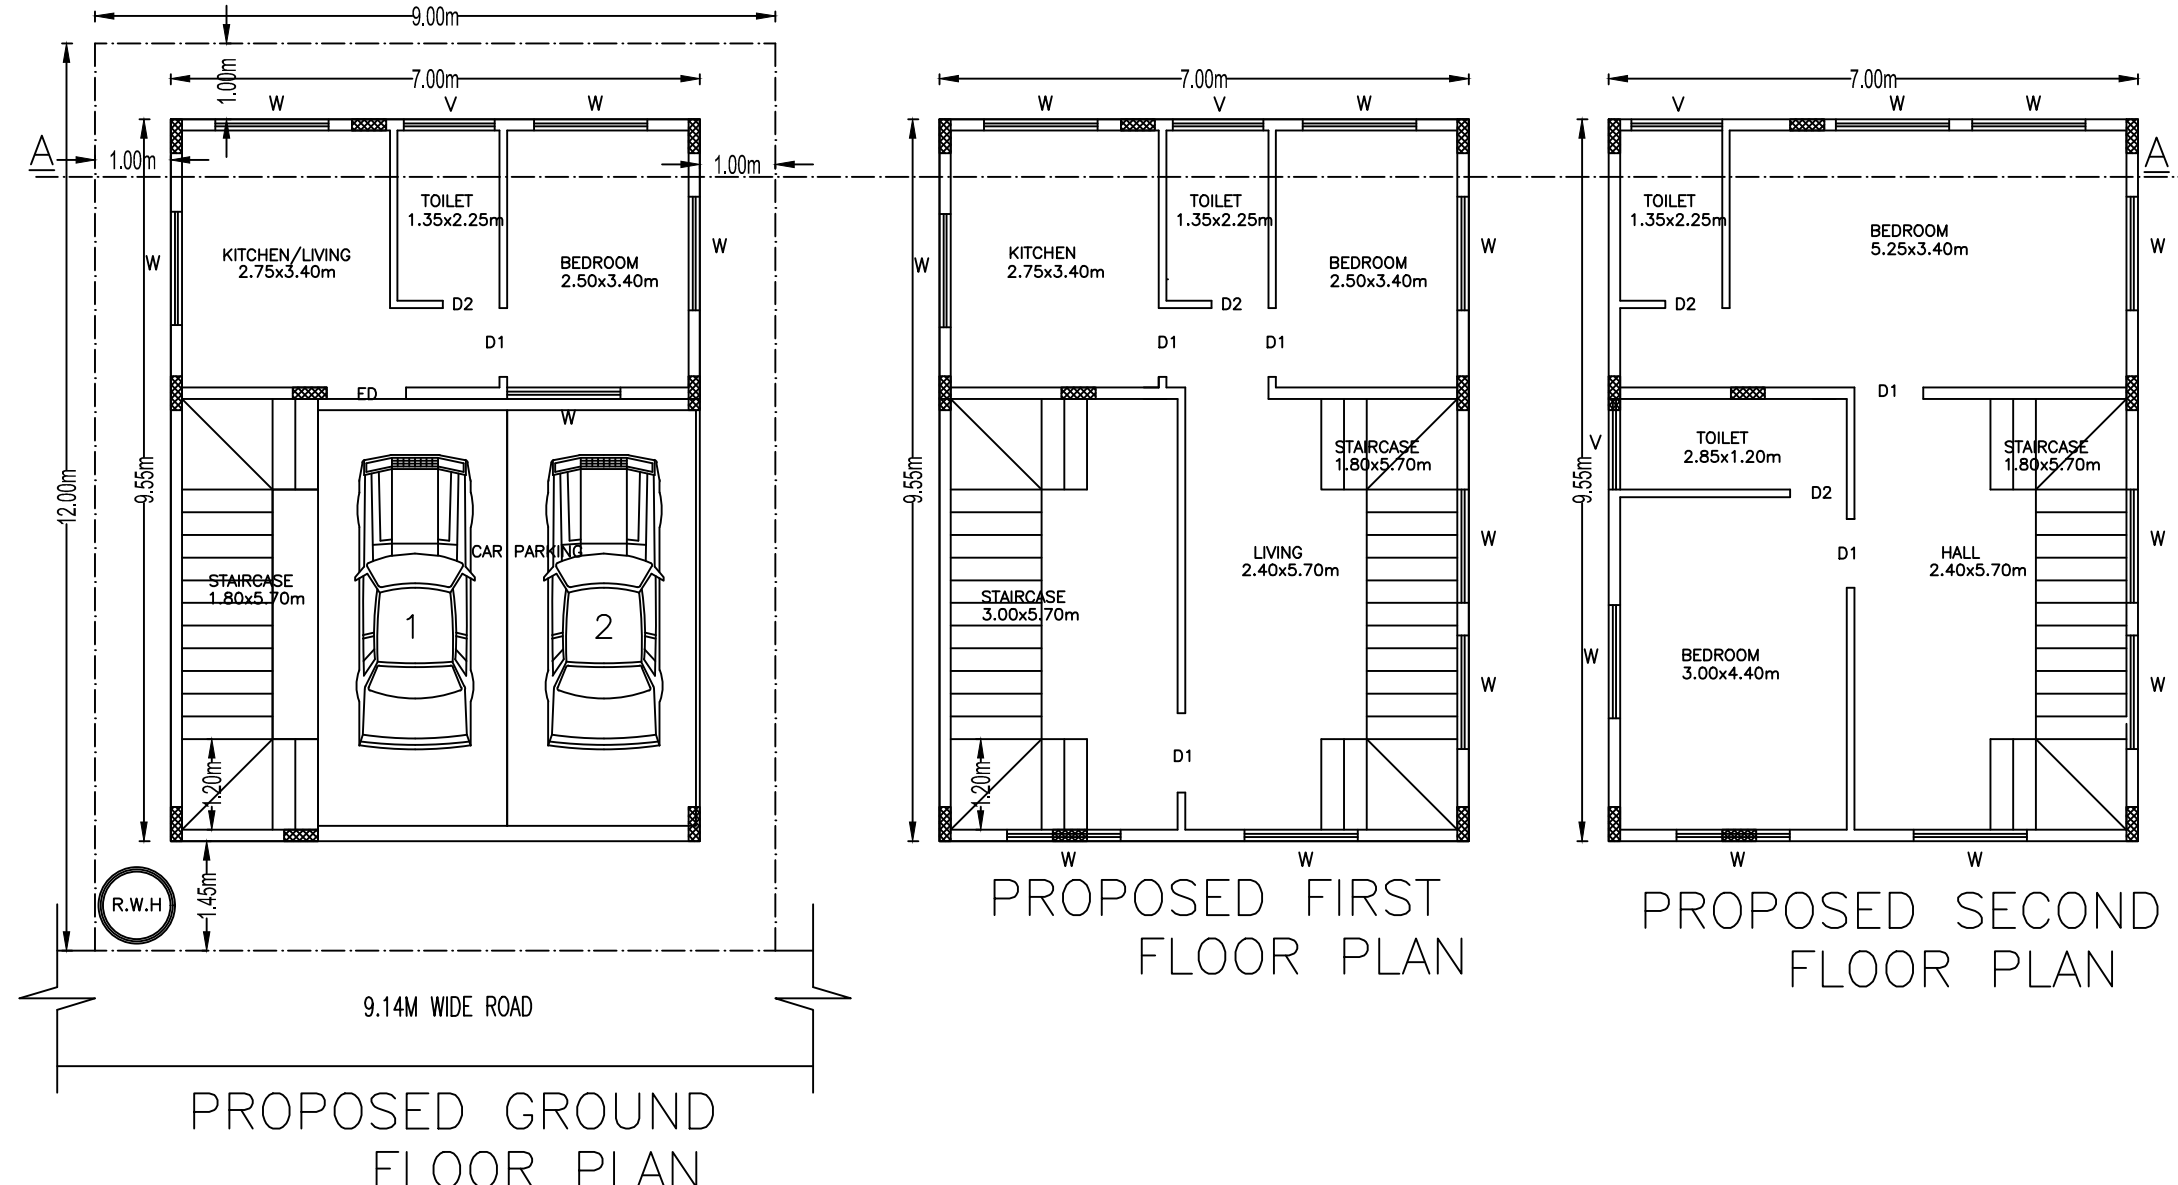 9.00m
1.00m
7.00m
W
V
W
A
1.00m
1.00m
TOILET
1.35x2.25m
W
W
KITCHEN/LIVING
2.75x3.40m
BEDROOM
2.50x3.40m
D2
D1
ED
W
12.00m
9.55m
CAR PARKING
STAIRCASE
1.80x5.70m
1
2
1.20m
1.45m
R.W.H
9.14M WIDE ROAD
PROPOSED GROUND
FLOOR PLAN
7.00m
W
V
W
TOILET
1.35x2.25m
W
W
KITCHEN
2.75x3.40m
BEDROOM
2.50x3.40m
D2
D1
D1
STAIRCASE
1.80x5.70m
9.55m
W
LIVING
2.40x5.70m
STAIRCASE
3.00x5.70m
W
D1
1.20m
W
W
PROPOSED FIRST
FLOOR PLAN
7.00m
V
W
W
A
TOILET
1.35x2.25m
BEDROOM
5.25x3.40m
W
D2
D1
V
TOILET
2.85x1.20m
STAIRCASE
1.80x5.70m
9.55m
D2
W
D1
HALL
2.40x5.70m
W
BEDROOM
3.00x4.40m
W
W
W
PROPOSED SECOND
FLOOR PLAN